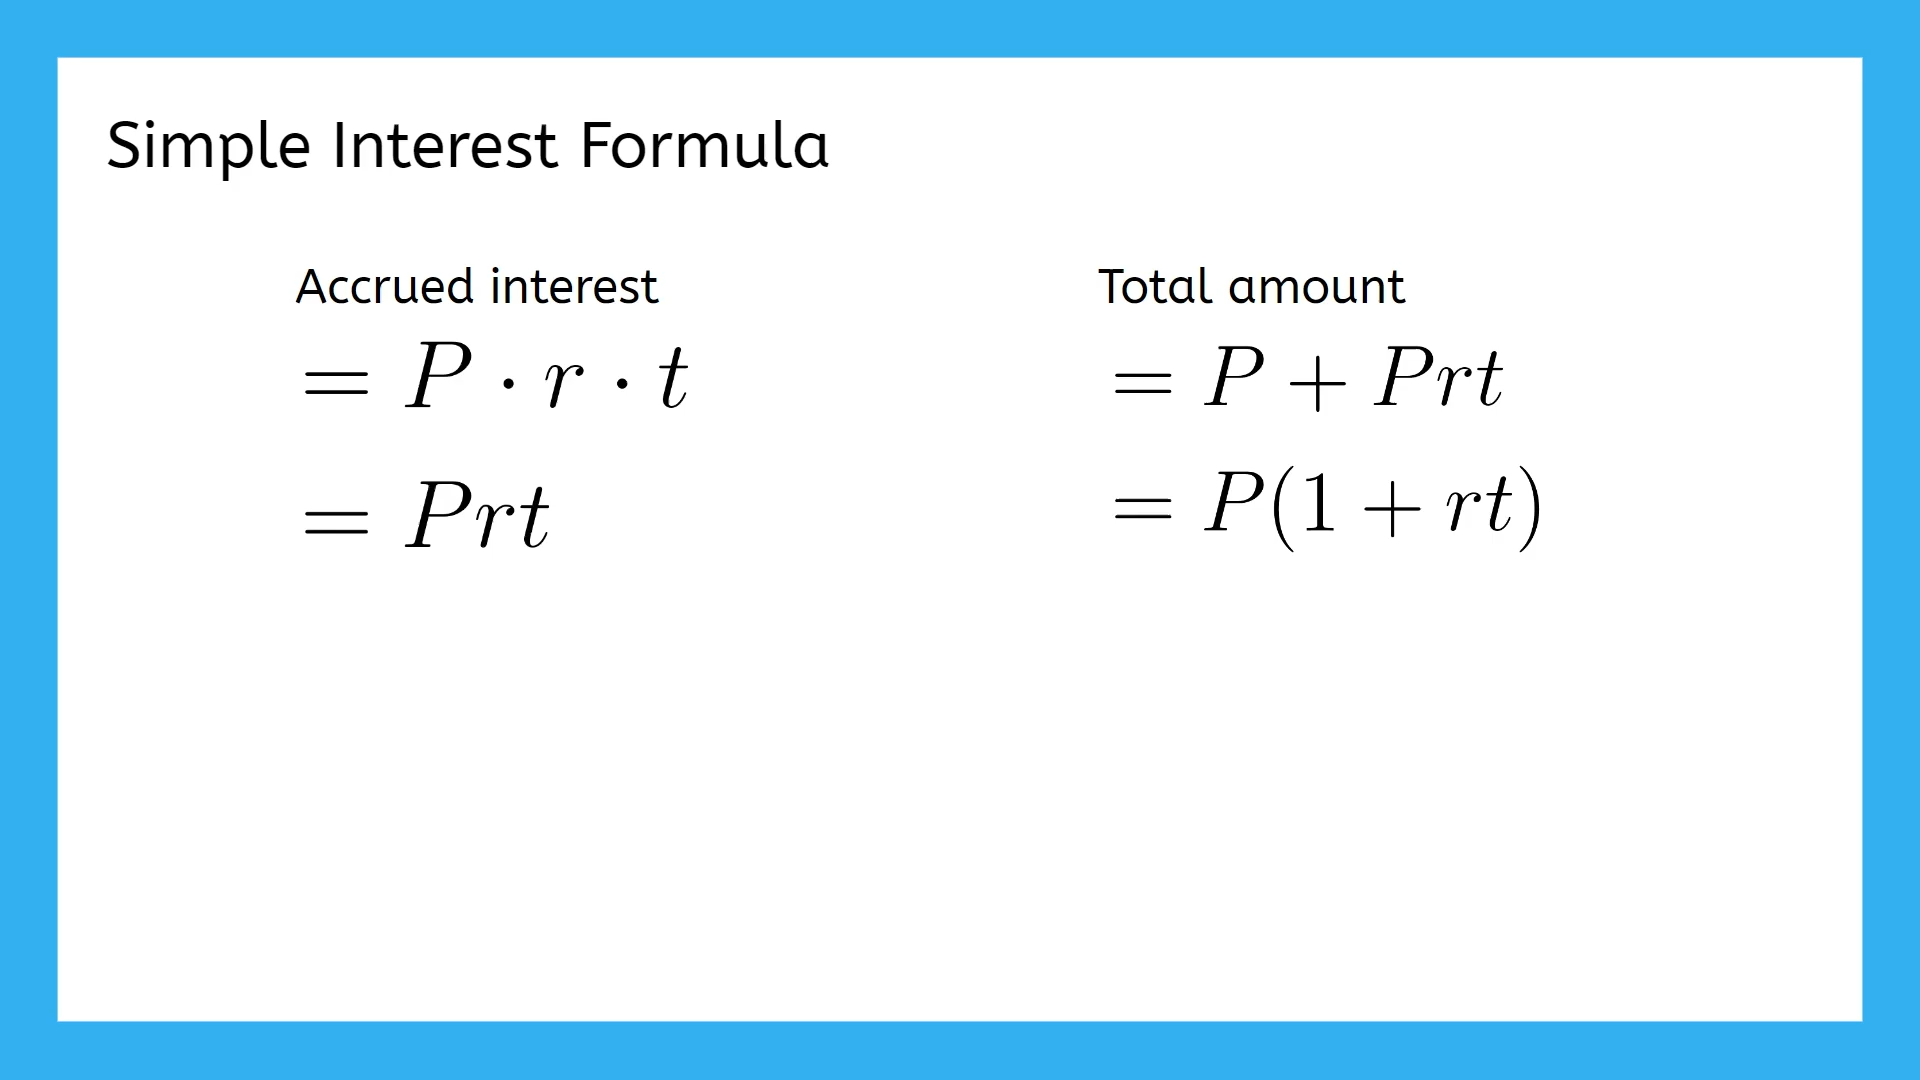 Simple Interest Formula
Accrued interest
= P · r · t
= Prt
Total amount
= P + Prt
= P(1 + rt)